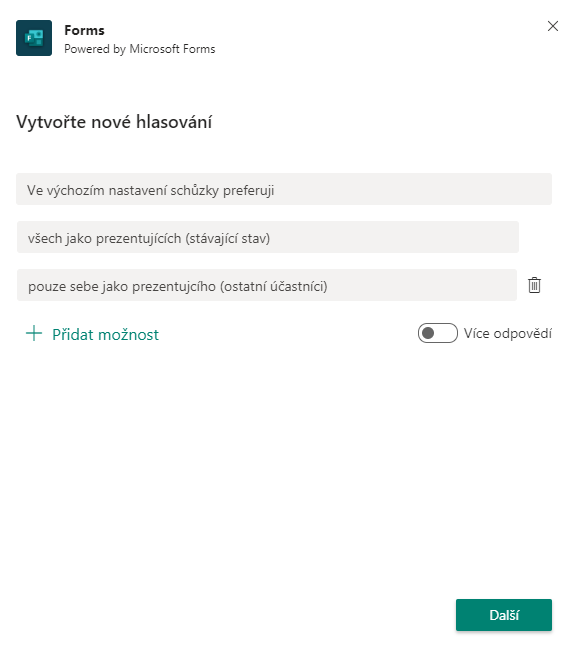 Forms
Powered by Microsoft Forms
Vytvořte nové hlasování
Ve výchozím nastavení schůzky preferuji
všech jako prezentujících (stávající stav)
pouze sebe jako prezentujcího (ostatní účastníci)
Přidat možnost
Více odpovědí
Další